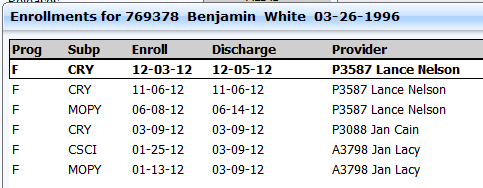 Enrollments for 769378 Benjamin White 03-26-1996
Prog Subp Enroll Discharge Provider
F CRY 12-03-12 12-05-12 P3587 Lance Nelson
F CRY 11-06-12 11-06-12 P3587 Lance Nelson
F MOPY 06-08-12 06-14-12 P3587 Lance Nelson
F CRY 03-09-12 03-09-12 P3088 Jan Cain
F CSCI 01-25-12 03-09-12 A3798 Jan Lacy
F MOPY 01-13-12 03-09-12 A3798 Jan Lacy